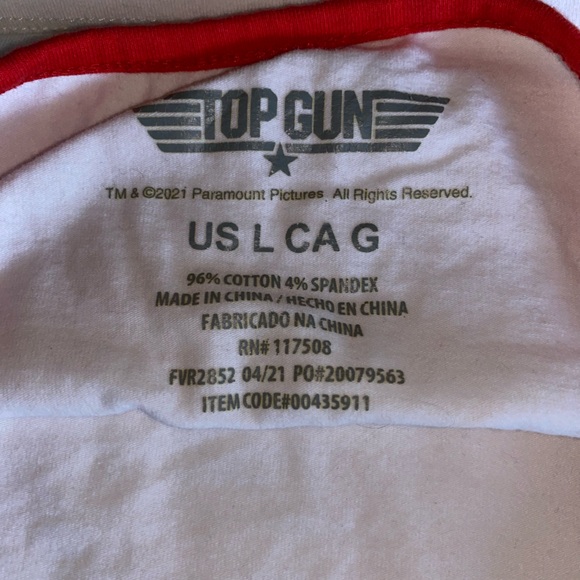 TOP GUN
TM & ©2021 Paramount Pictures. All Rights Reserved.
US L CA G
96% COTTON 4% SPANDEX
MADE IN CHINA / HECHO EN CHINA
FABRICADO NA CHINA
RN# 117508
FVR2852 04/21 PO#20079563
ITEM CODE#00435911